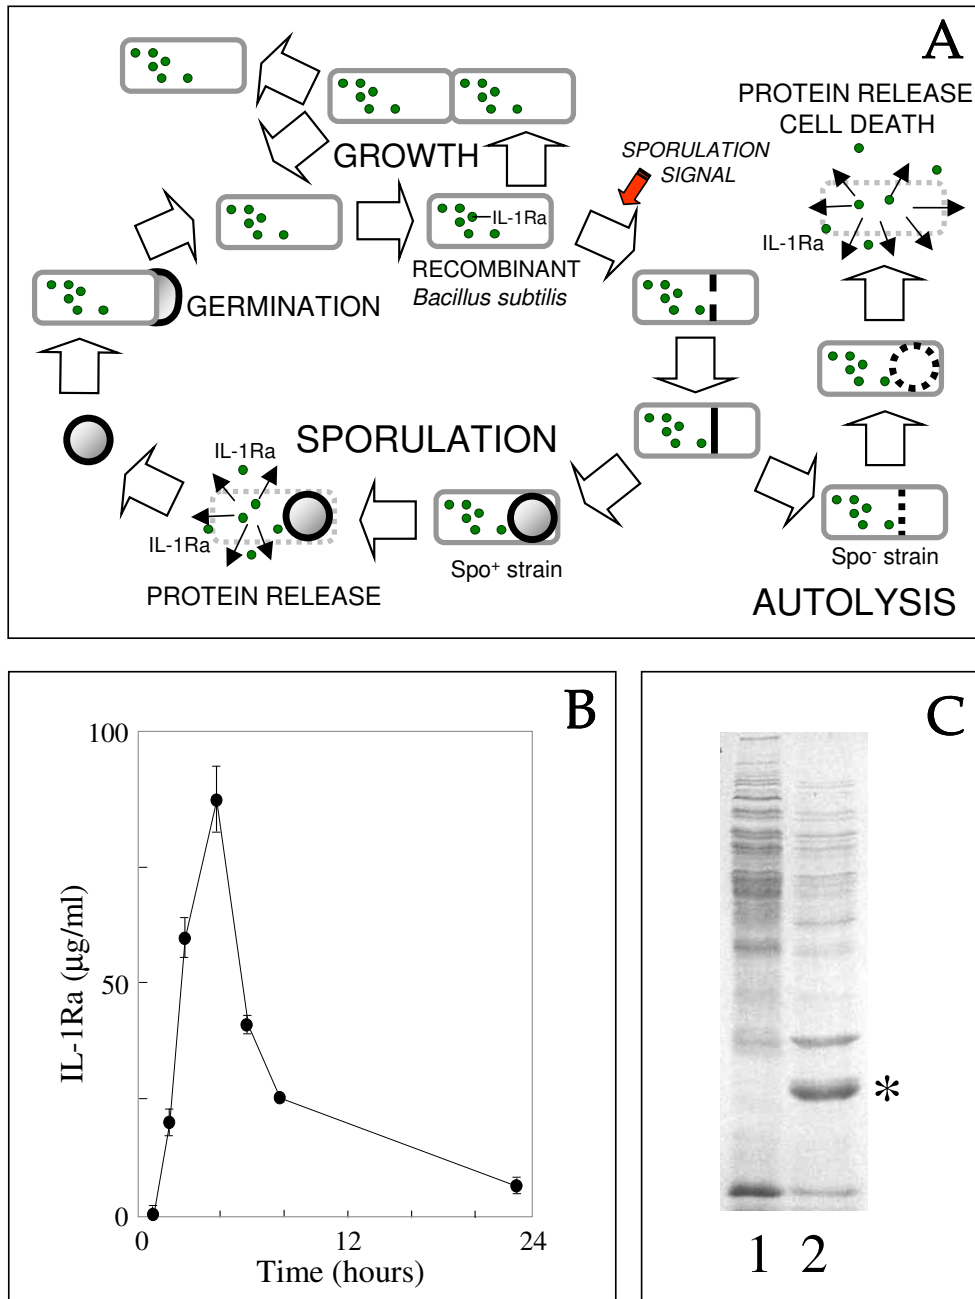 A
PROTEIN RELEASE
CELL DEATH
SPORULATION
SIGNAL
GROWTH
IL-1Ra
IL-1Ra
RECOMBINANT
Bacillus subtilis
GERMINATION
SPORULATION
IL-1Ra
IL-1Ra
Spo⁺ strain
Spo⁻ strain
PROTEIN RELEASE
AUTOLYSIS
B
100
50
0
IL-1Ra (µg/ml)
0 12 24
Time (hours)
C
*
1 2